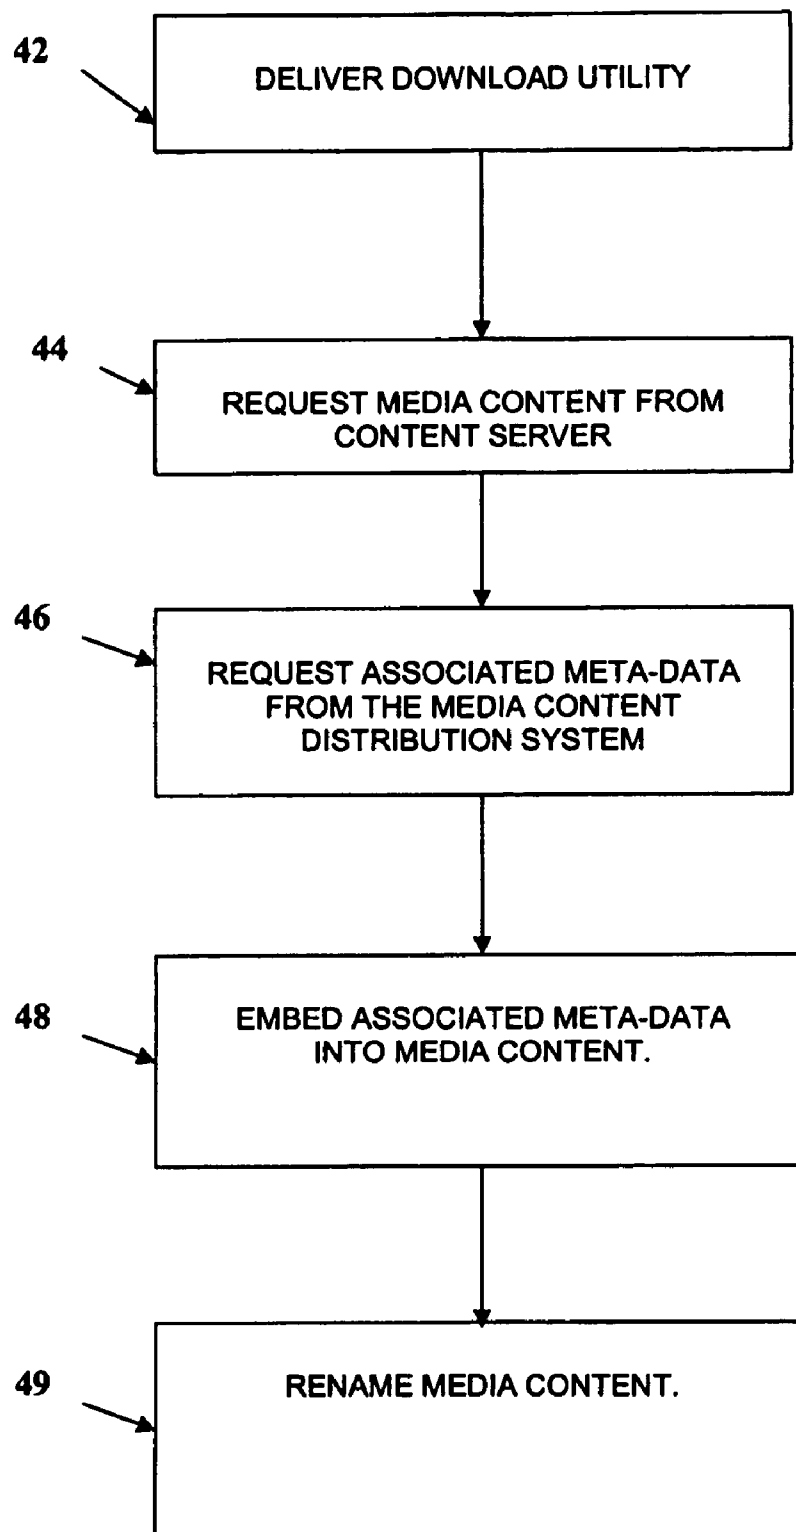 42
DELIVER DOWNLOAD UTILITY
44
REQUEST MEDIA CONTENT FROM
CONTENT SERVER
46
REQUEST ASSOCIATED META-DATA
FROM THE MEDIA CONTENT
DISTRIBUTION SYSTEM
48
EMBED ASSOCIATED META-DATA
INTO MEDIA CONTENT.
49
RENAME MEDIA CONTENT.